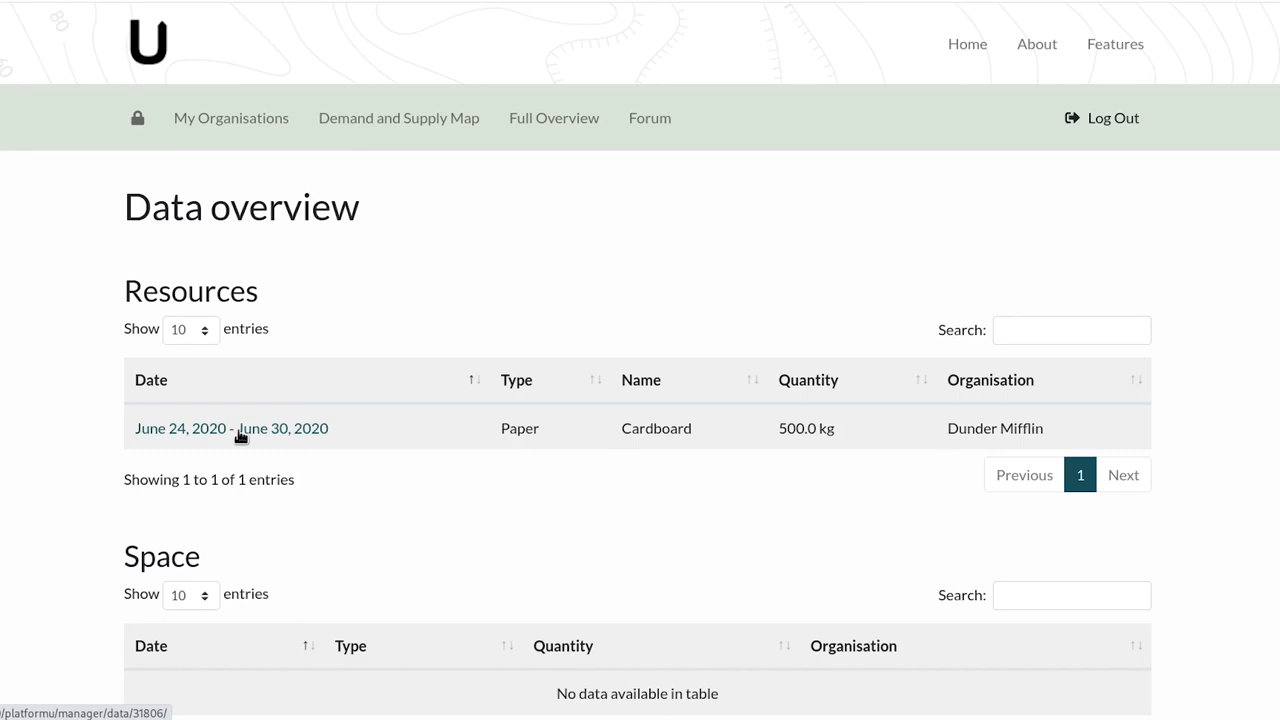 80
60
U
Home About Features
My Organisations Demand and Supply Map Full Overview Forum Log Out
Data overview
Resources
Show 10 entries Search:
Date Type Name Quantity Organisation
June 24, 2020 - June 30, 2020 Paper Cardboard 500.0 kg Dunder Mifflin
Showing 1 to 1 of 1 entries Previous 1 Next
Space
Show 10 entries Search:
Date Type Quantity Organisation
No data available in table
/platformu/manager/data/31806/